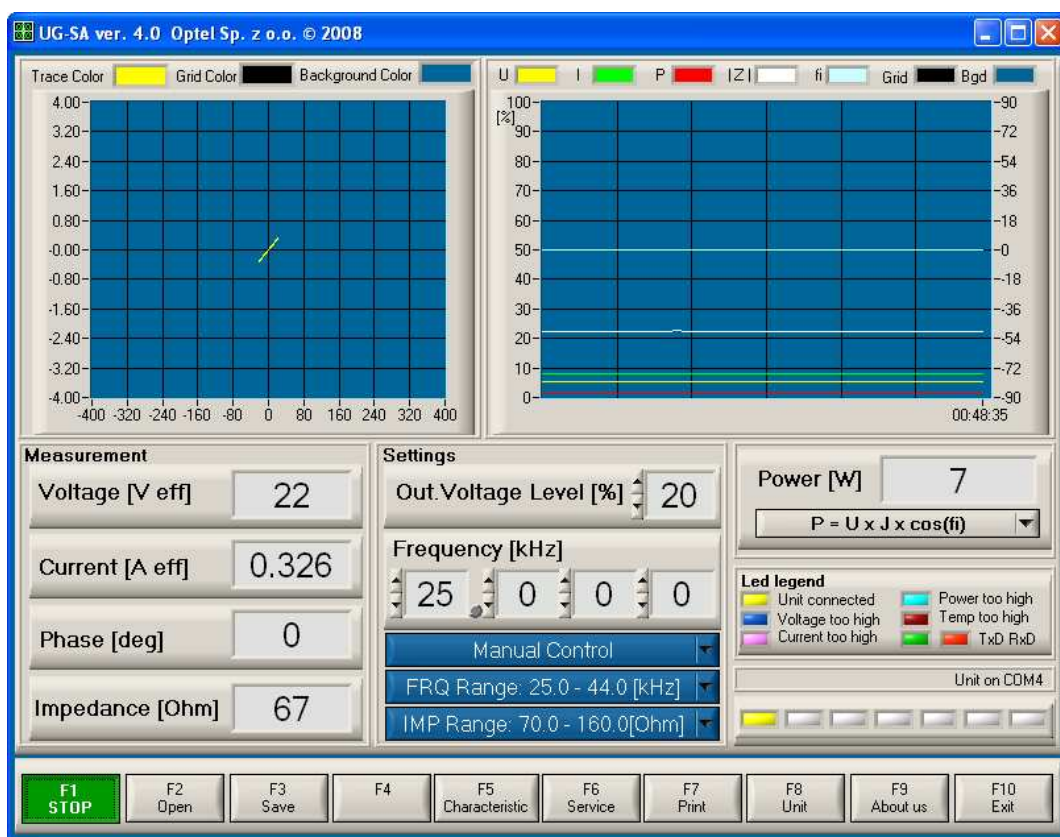 UG-SA ver. 4.0 Optel Sp. z o.o. © 2008
Trace Color Grid Color Background Color
4.00
3.20
2.40
1.60
0.80
-0.00
-0.80
-1.60
-2.40
-3.20
-4.00
-400 -320 -240 -160 -80 0 80 160 240 320 400
U I P |Z| fi Grid Bgd
100
[%]
90
80
70
60
50
40
30
20
10
0
-90
-72
-54
-36
-18
-0
--18
--36
--54
--72
--90
00:48:35
Measurement
Voltage [V eff] 22
Current [A eff] 0.326
Phase [deg] 0
Impedance [Ohm] 67
Settings
Out.Voltage Level [%] 20
Frequency [kHz]
25 0 0 0
Manual Control
FRQ Range: 25.0 - 44.0 [kHz]
IMP Range: 70.0 - 160.0[Ohm]
Power [W] 7
P = U x J x cos(fi)
Led legend
Unit connected Power too high
Voltage too high Temp too high
Current too high TxD RxD
Unit on COM4
F1 STOP
F2 Open
F3 Save
F4
F5 Characteristic
F6 Service
F7 Print
F8 Unit
F9 About us
F10 Exit